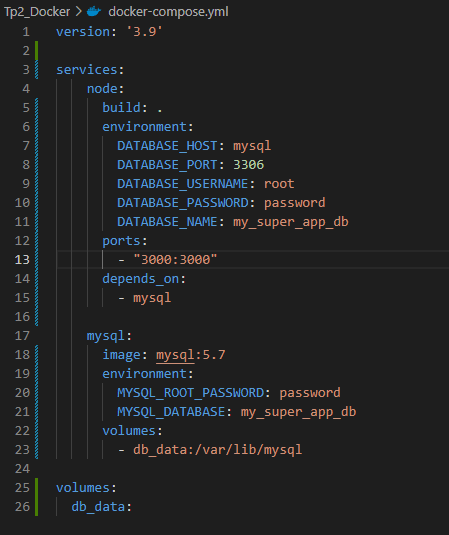 Tp2_Docker > docker-compose.yml
1 version: '3.9'
2
3 services:
4     node:
5       build: .
6       environment:
7         DATABASE_HOST: mysql
8         DATABASE_PORT: 3306
9         DATABASE_USERNAME: root
10         DATABASE_PASSWORD: password
11         DATABASE_NAME: my_super_app_db
12       ports:
13         - "3000:3000"
14       depends_on:
15         - mysql
16
17     mysql:
18       image: mysql:5.7
19       environment:
20         MYSQL_ROOT_PASSWORD: password
21         MYSQL_DATABASE: my_super_app_db
22       volumes:
23         - db_data:/var/lib/mysql
24
25 volumes:
26   db_data: